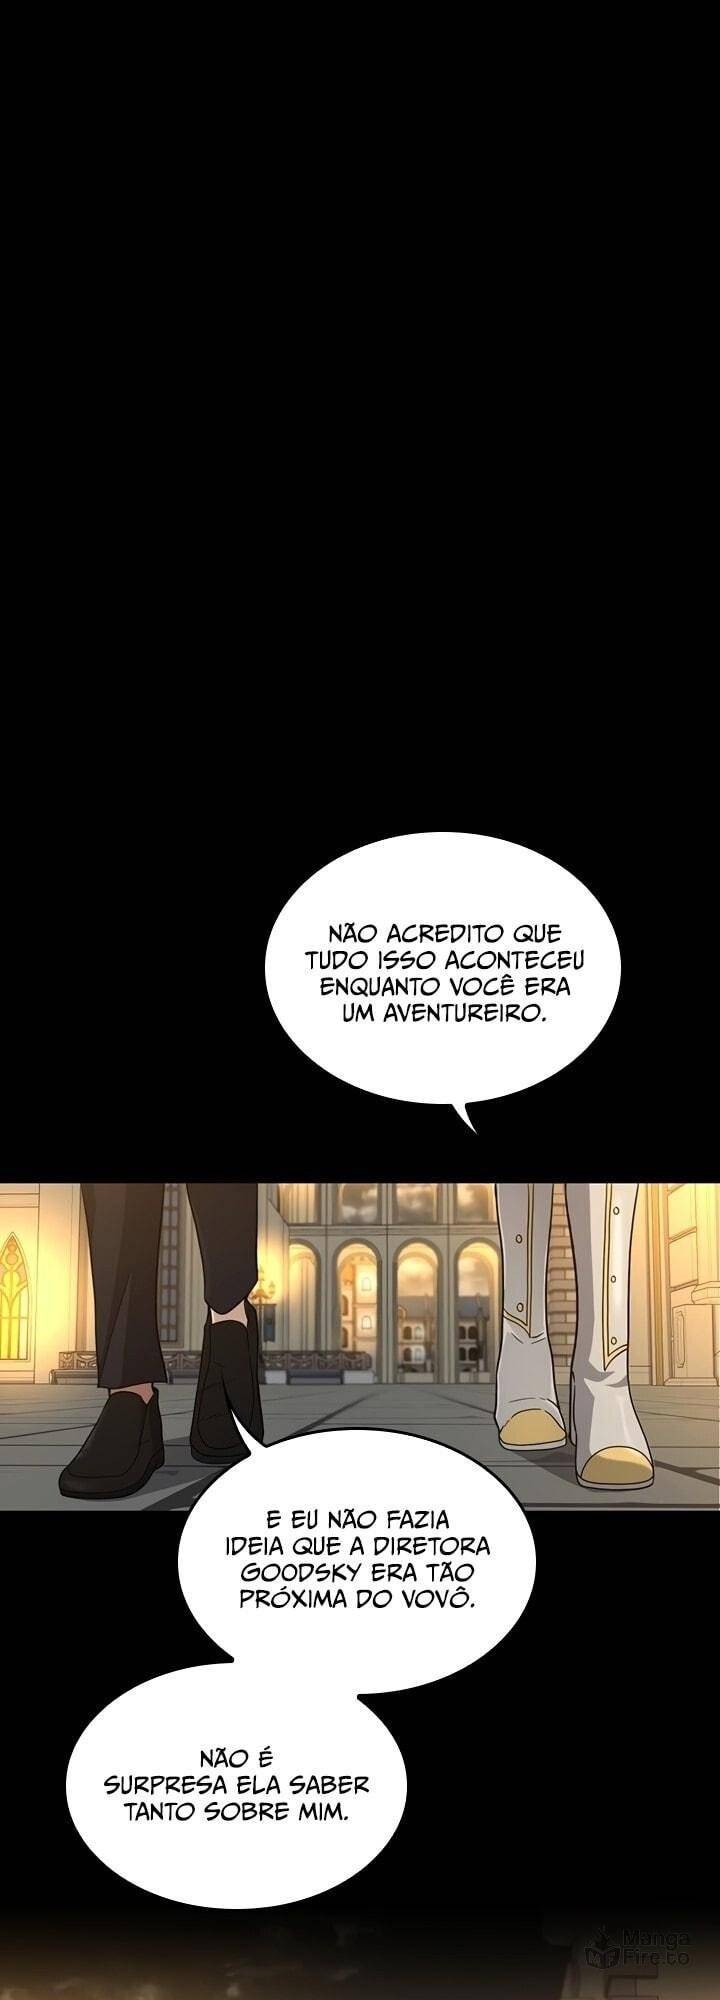 NÃO ACREDITO QUE
TUDO ISSO ACONTECEU
ENQUANTO VOCÊ ERA
UM AVENTUREIRO.
E EU NÃO FAZIA
IDEIA QUE A DIRETORA
GOODSKY ERA TÃO
PRÓXIMA DO VOVÔ.
NÃO É
SURPRESA ELA SABER
TANTO SOBRE MIM.
Manga
MF Fire.to